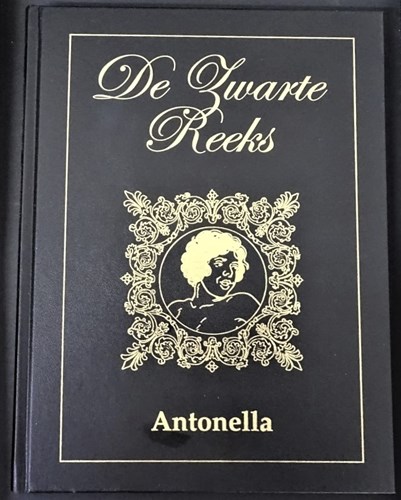 De Zwarte
Reeks
Antonella